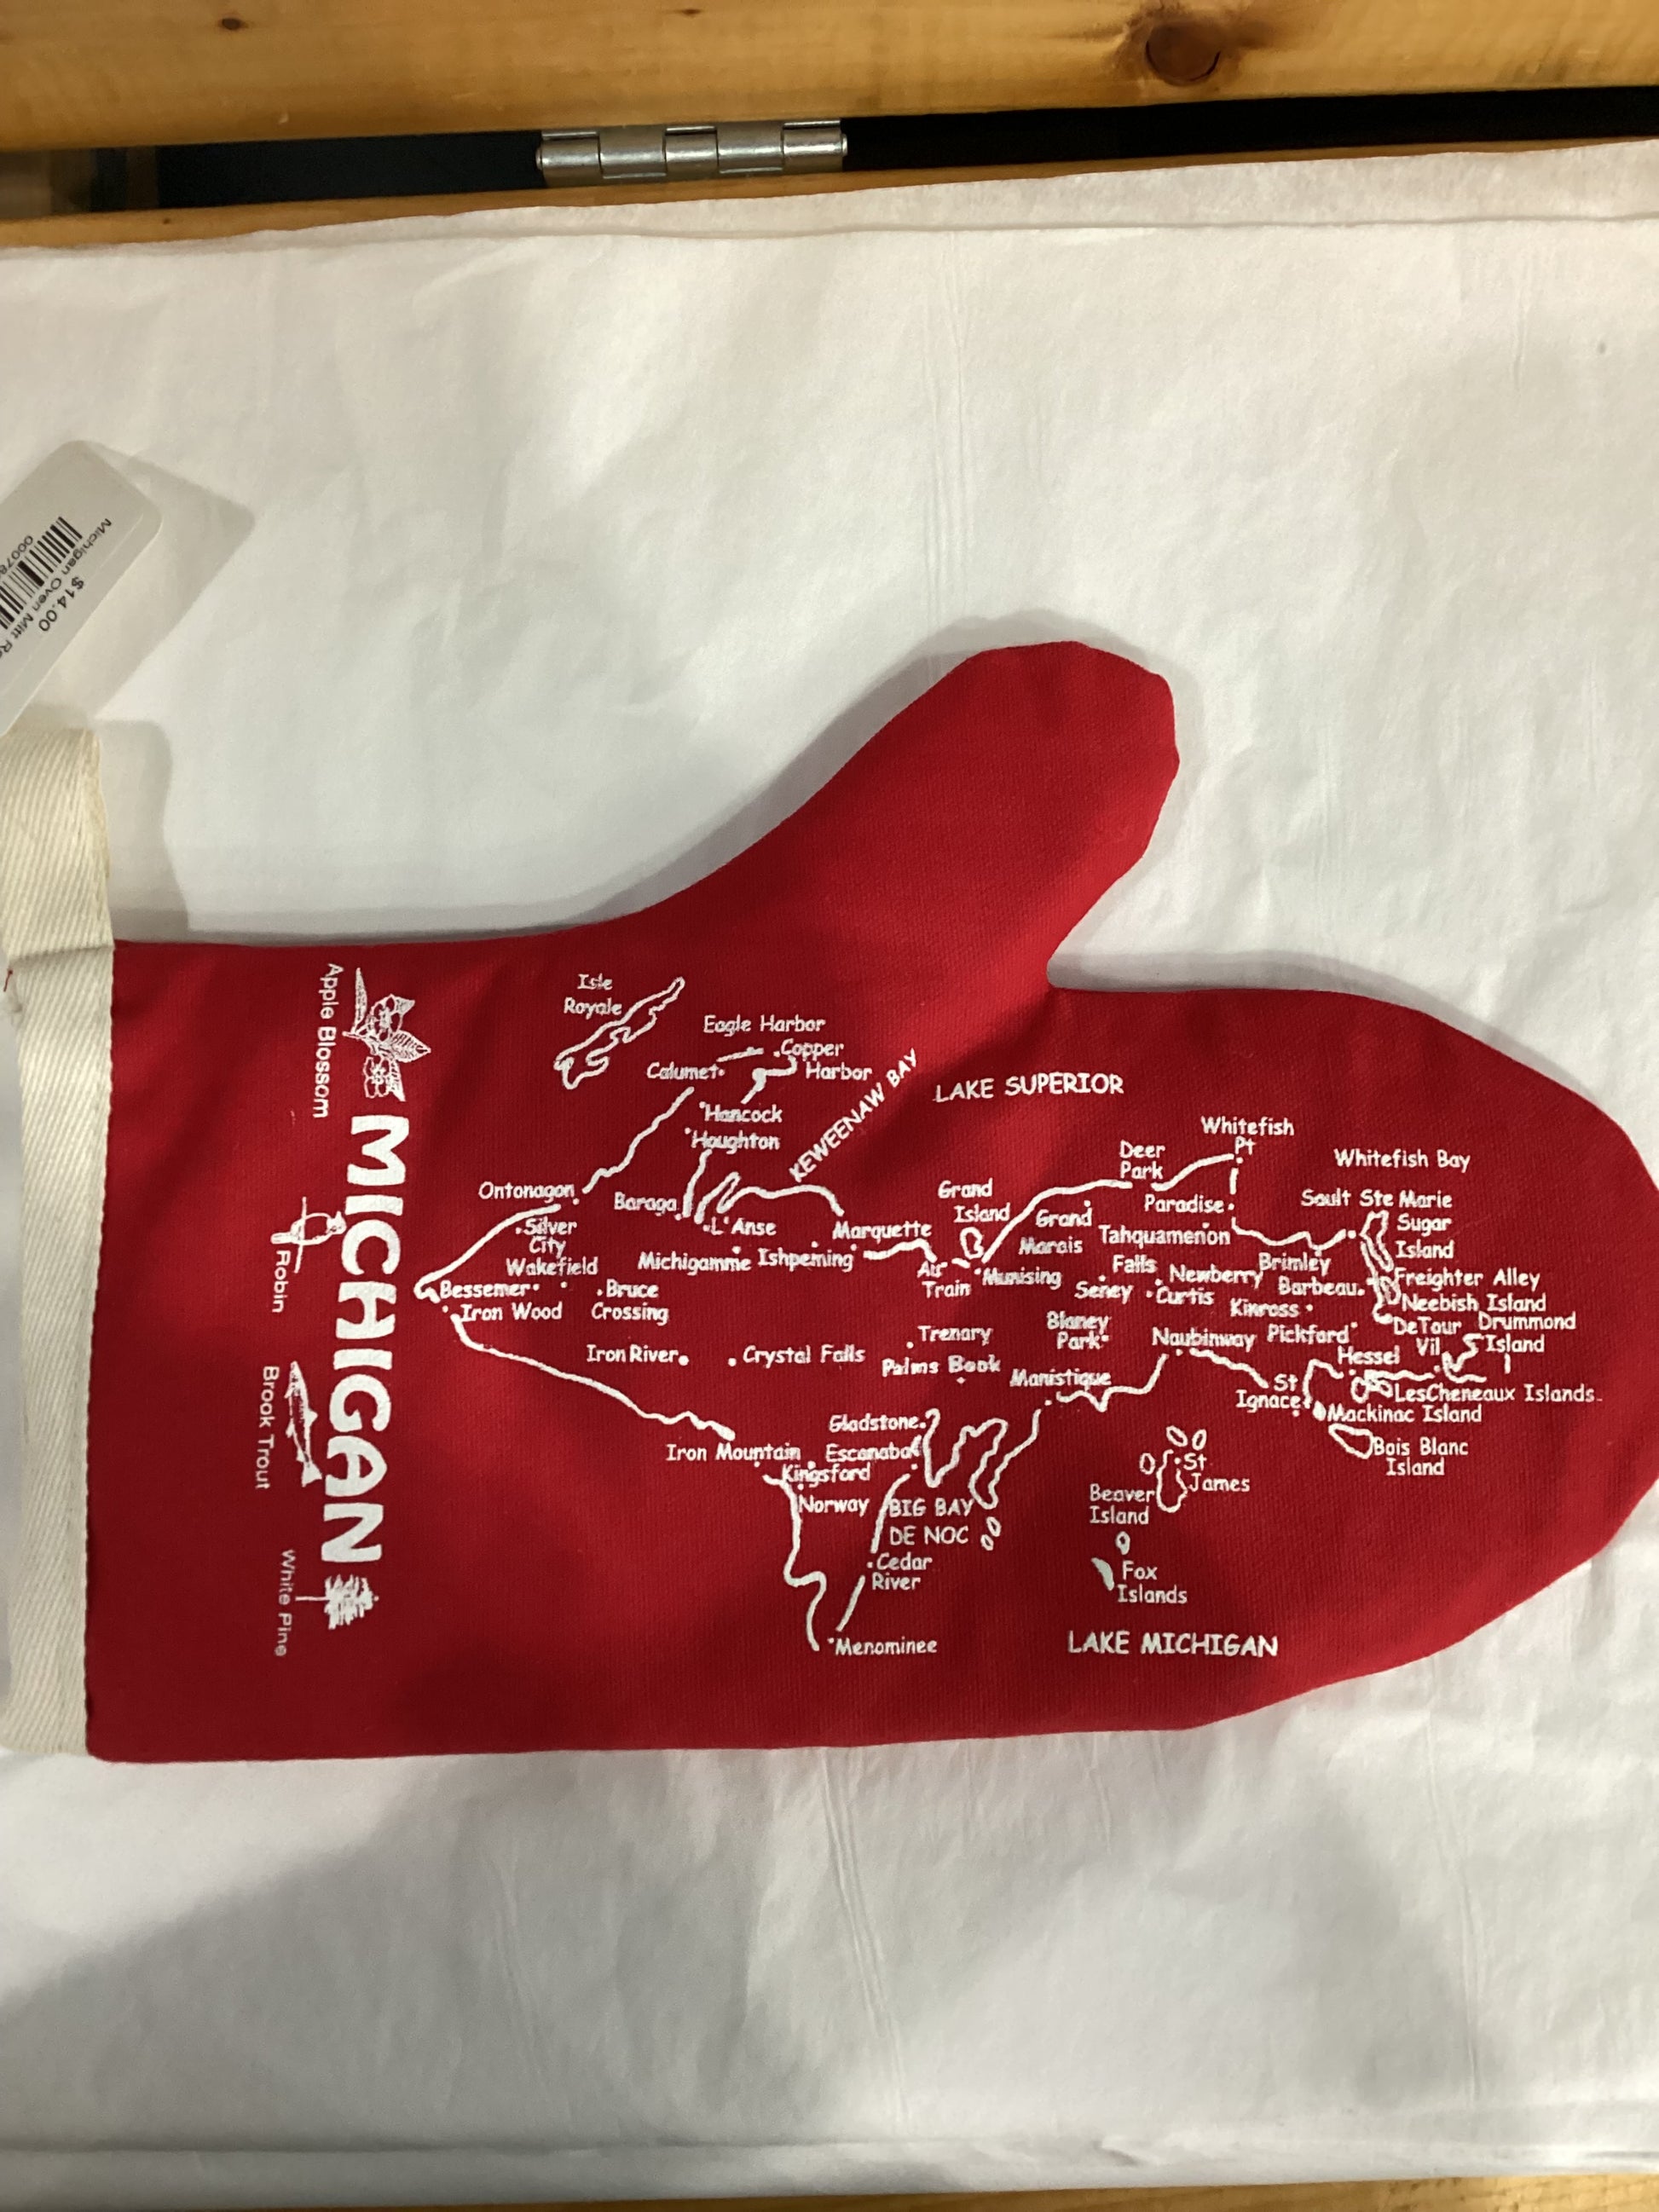 Michigan Oven Mitt
$14.00
Apple Blossom
MICHIGAN
Robin
Brook Trout
White Pine
Isle
Royale
Eagle Harbor
Copper
Harbor
Calumet
Hancock
Houghton
KEWEENAW BAY
LAKE SUPERIOR
Whitefish
Pt
Whitefish Bay
Deer
Park
Ontonagon
Baraga
L'Anse
Grand
Island
Paradise
Sault Ste Marie
Sugar
Island
Silver
City
Marquette
Grand
Marais
Tahquamenon
Falls
Wakefield
Michigamme
Ishpeming
Au
Train
Munising
Brimley
Bessemer
Bruce
Crossing
Seney
Newberry
Curtis
Barbeau
Freighter Alley
Iron Wood
Kinross
Neebish Island
Blaney
Park
DeTour
Vil
Drummond
Island
Iron River
Crystal Falls
Trenary
Naubinway
Pickford
Palms Book
Manistique
Hessel
St
Ignace
LesCheneaux Islands
Mackinac Island
Gladstone
Iron Mountain
Escanaba
Bois Blanc
Island
Kingsford
St
James
Norway
BIG BAY
DE NOC
Beaver
Island
Cedar
River
Fox
Islands
Menominee
LAKE MICHIGAN